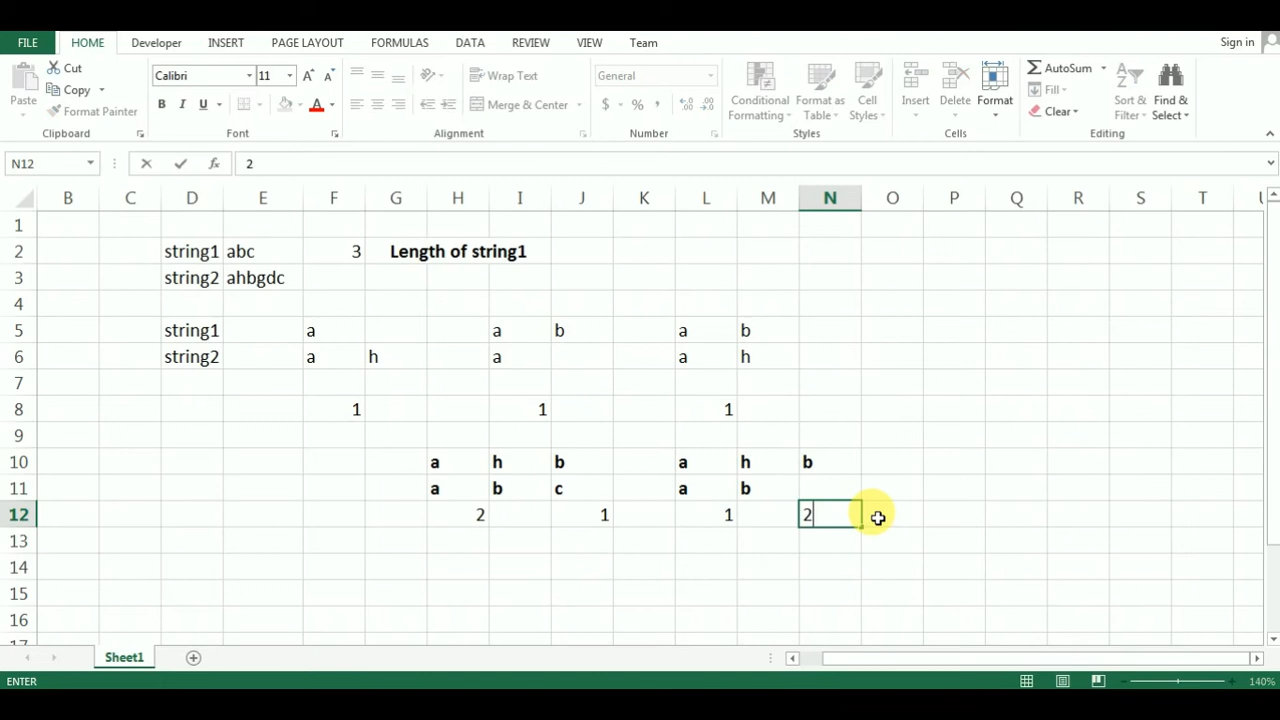 FILE HOME Developer INSERT PAGE LAYOUT FORMULAS DATA REVIEW VIEW Team Sign in
Paste Cut Copy Format Painter Clipboard
Calibri 11 A A B I U A Font
Wrap Text Merge & Center Alignment
General $ % , Number
Conditional Formatting Format as Table Cell Styles Styles
Insert Delete Format Cells
AutoSum Fill Clear Sort & Filter Find & Select Editing
N12 fx 2
B C D E F G H I J K L M N O P Q R S T U
1
2 string1 abc 3 Length of string1
3 string2 ahbgdc
4
5 string1 a a b a b
6 string2 a h a a h
7
8 1 1 1
9
10 a h b a h b
11 a b c a b
12 2 1 1 2
13
14
15
16
17
Sheet1
ENTER 140%